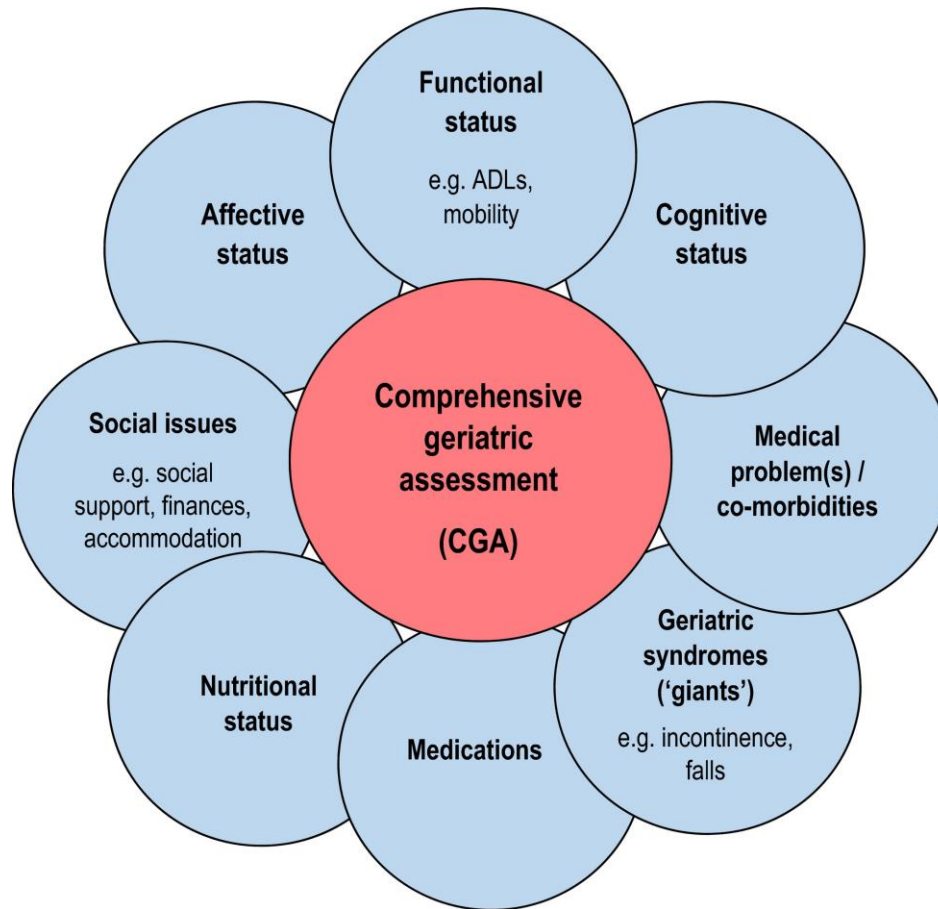 Functional
status
e.g. ADLs,
mobility
Cognitive
status
Medical
problem(s) /
co-morbidities
Geriatric
syndromes
(‘giants’)
e.g. incontinence,
falls
Medications
Nutritional
status
Social issues
e.g. social
support, finances,
accommodation
Affective
status
Comprehensive
geriatric
assessment
(CGA)